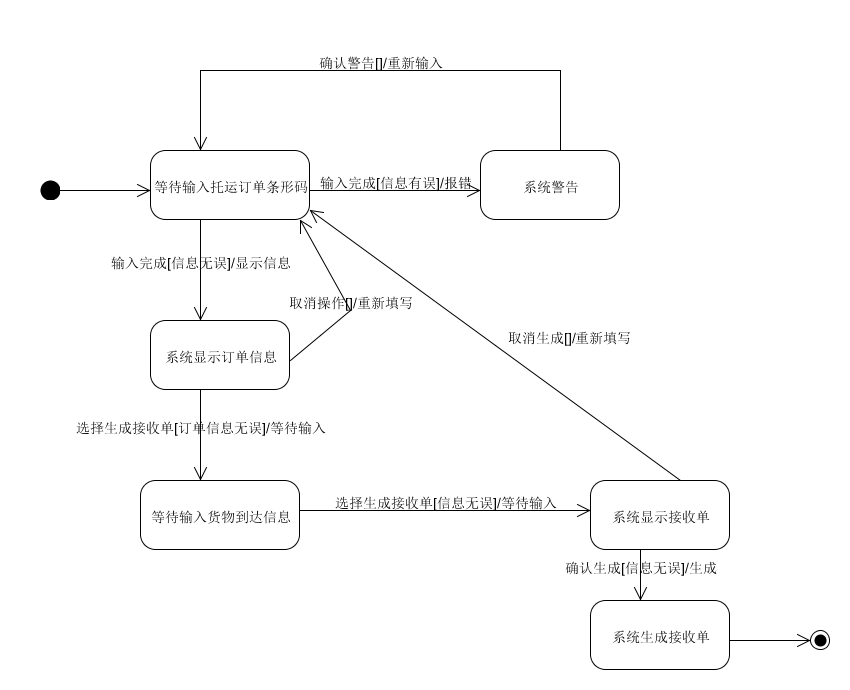 确认警告[]/重新输入
等待输入托运订单条形码
输入完成[信息有误]/报错
系统警告
输入完成[信息无误]/显示信息
取消操作[]/重新填写
取消生成[]/重新填写
系统显示订单信息
选择生成接收单[订单信息无误]/等待输入
等待输入货物到达信息
选择生成接收单[信息无误]/等待输入
系统显示接收单
确认生成[信息无误]/生成
系统生成接收单